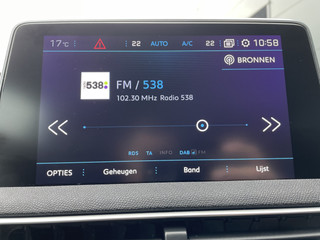 17°C 22 AUTO A/C 22 10:58
BRONNEN
538
FM / 538
102.30 MHz Radio 538
RDS TA INFO DAB FM
OPTIES Geheugen Band Lijst